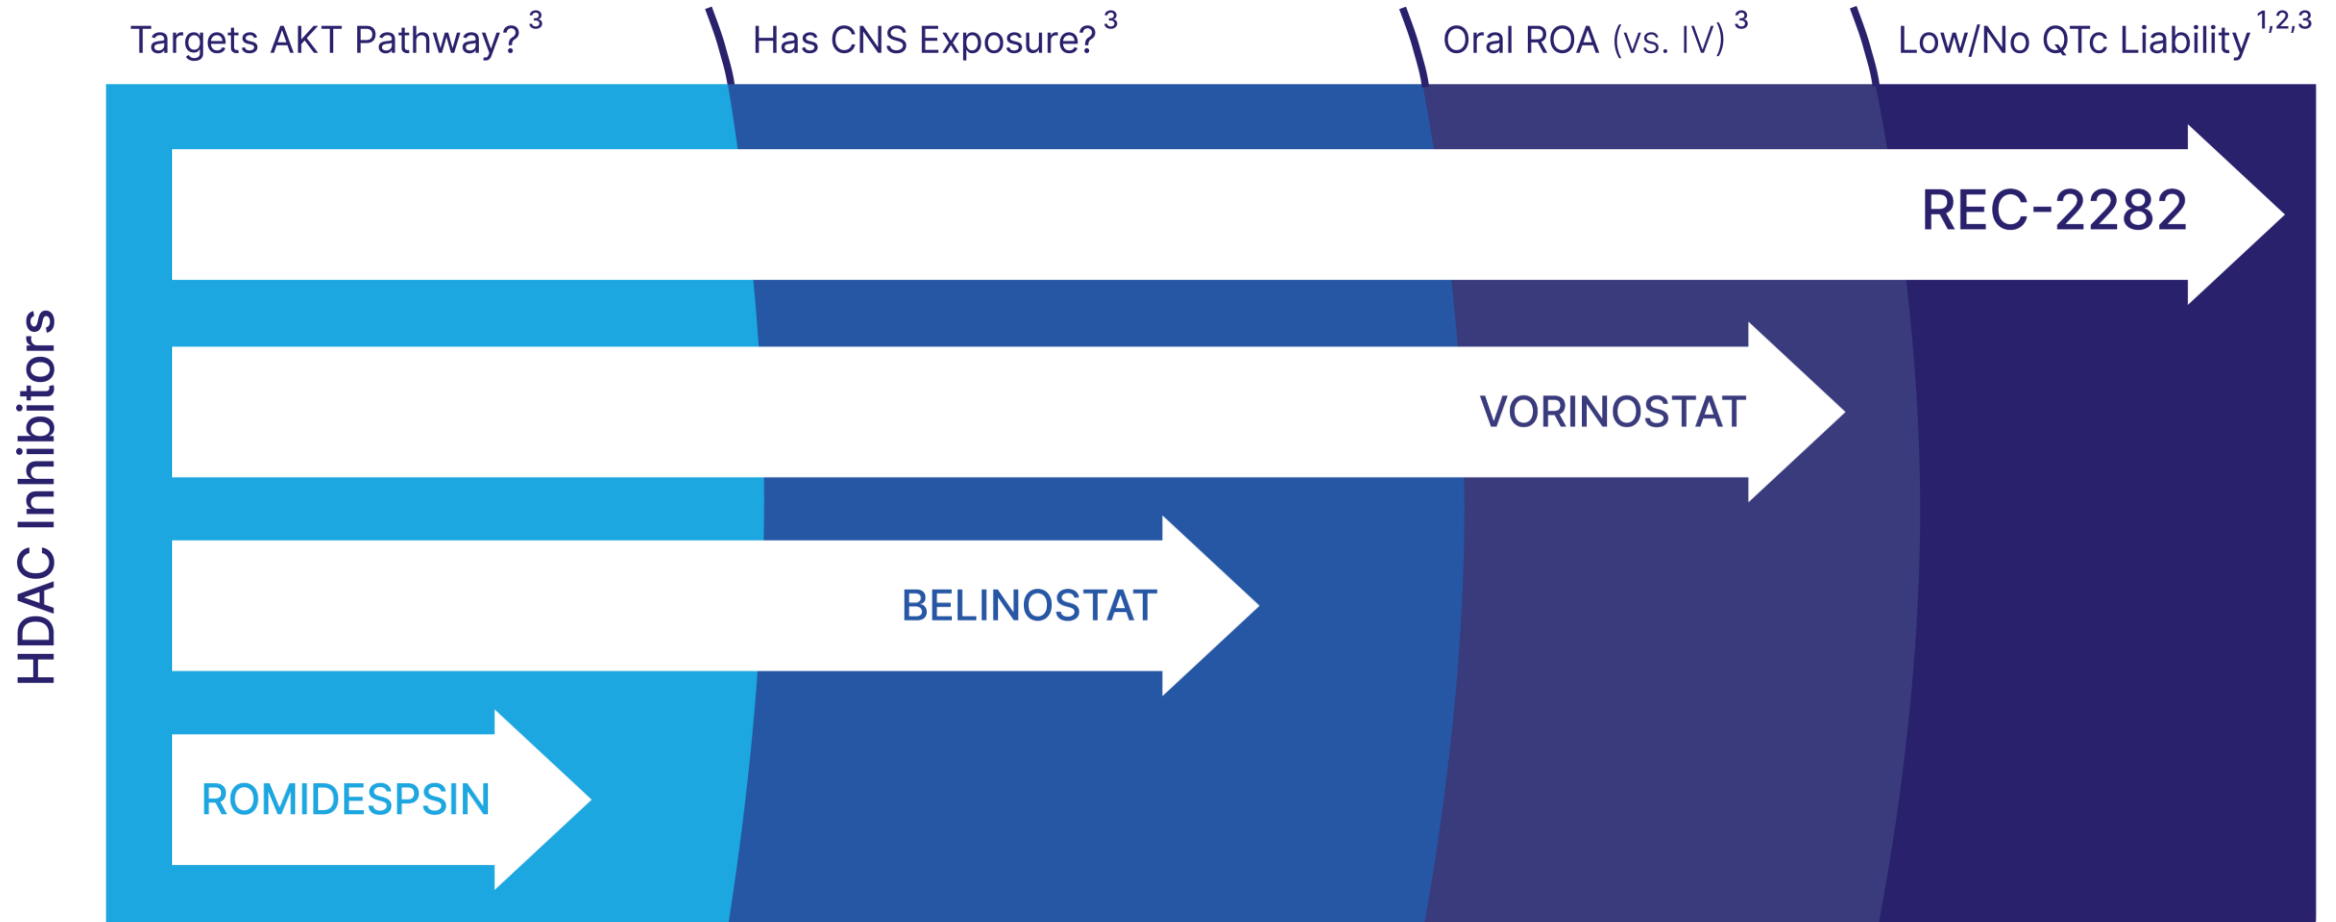 Targets AKT Pathway? 3
Has CNS Exposure? 3
Oral ROA (vs. IV) 3
Low/No QTc Liability 1,2,3
HDAC Inhibitors
REC-2282
VORINOSTAT
BELINOSTAT
ROMIDESPSIN